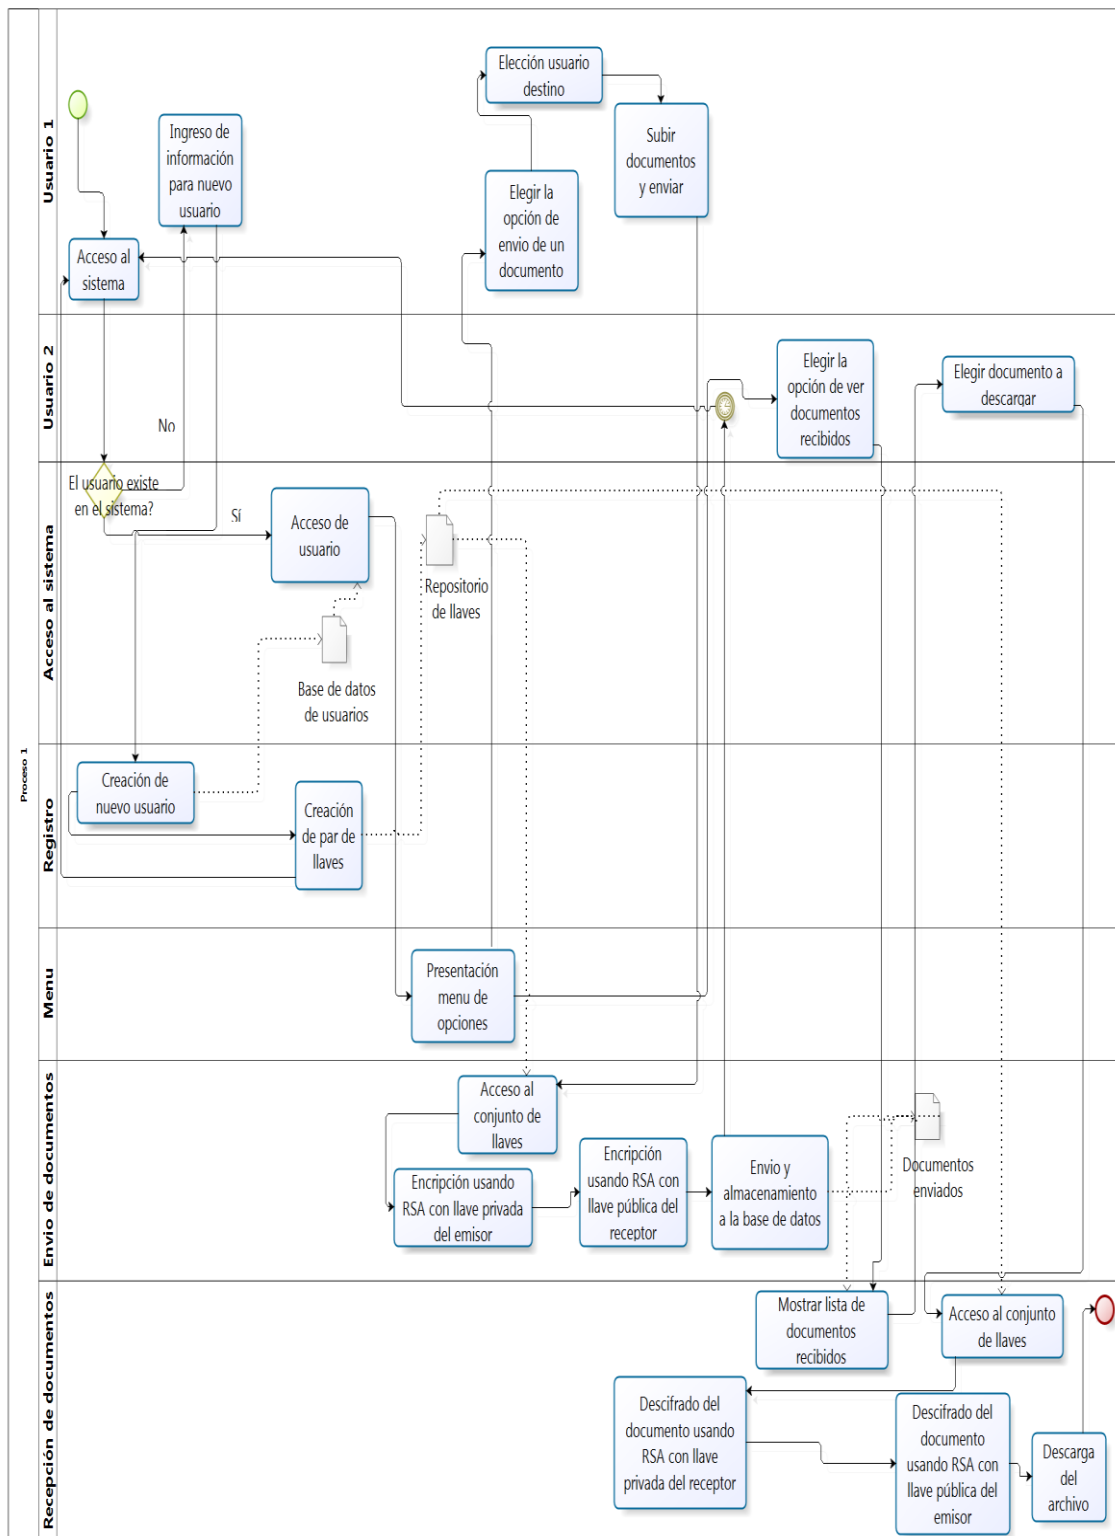 Proceso 1
Usuario 1
Ingreso de
información
para nuevo
usuario
Acceso al
sistema
Elección usuario
destino
Elegir la
opción de
envio de un
documento
Subir
documentos
y enviar
Usuario 2
No
Elegir la
opción de ver
documentos
recibidos
Elegir documento a
descargar
Acceso al sistema
El usuario existe
en el sistema?
Sí
Acceso de
usuario
Base de datos
de usuarios
Repositorio
de llaves
Registro
Creación de
nuevo usuario
Creación
de par de
llaves
Menu
Presentación
menu de
opciones
Envio de documentos
Acceso al
conjunto de
llaves
Encripción usando
RSA con llave privada
del emisor
Encripción
usando RSA con
llave pública del
receptor
Envio y
almacenamiento
a la base de datos
Documentos
enviados
Recepción de documentos
Mostrar lista de
documentos
recibidos
Acceso al conjunto
de llaves
Descifrado del
documento usando
RSA con llave
privada del receptor
Descifrado del
documento
usando RSA con
llave pública del
emisor
Descarga
del
archivo